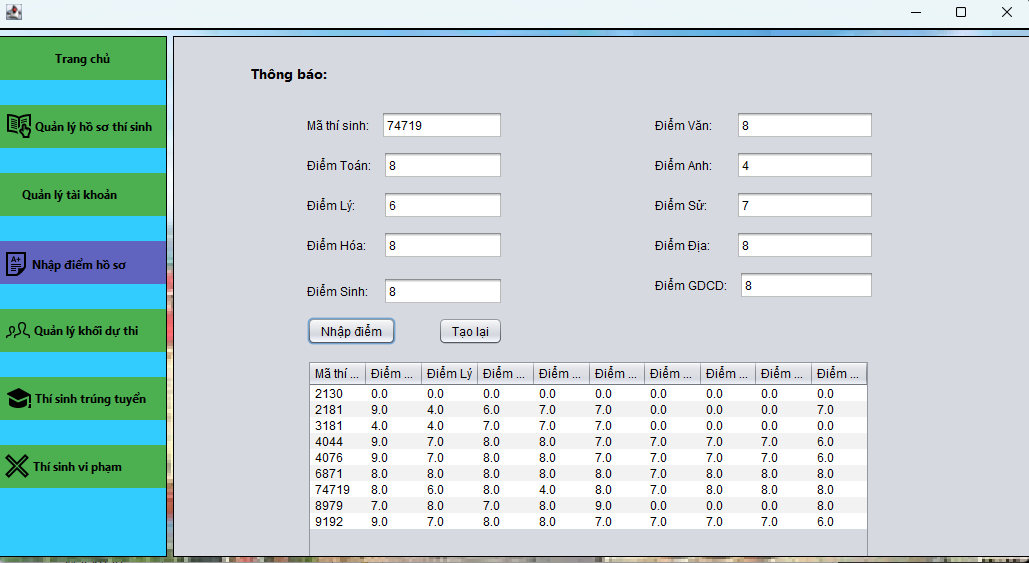 Trang chủ
Quản lý hồ sơ thí sinh
Quản lý tài khoản
A+
Nhập điểm hồ sơ
Quản lý khối dự thi
Thí sinh trúng tuyển
Thí sinh vi phạm
Thông báo:
Mã thí sinh: 74719
Điểm Văn: 8
Điểm Toán: 8
Điểm Anh: 4
Điểm Lý: 6
Điểm Sử: 7
Điểm Hóa: 8
Điểm Địa: 8
Điểm Sinh: 8
Điểm GDCD: 8
Nhập điểm Tạo lại
Mã thí ... Điểm ... Điểm Lý Điểm ... Điểm ... Điểm ... Điểm ... Điểm ... Điểm ... Điểm ...
2130 0.0 0.0 0.0 0.0 0.0 0.0 0.0 0.0 0.0
2181 9.0 4.0 6.0 7.0 7.0 0.0 0.0 0.0 7.0
3181 4.0 4.0 7.0 7.0 7.0 0.0 0.0 0.0 0.0
4044 9.0 7.0 8.0 8.0 7.0 7.0 7.0 7.0 6.0
4076 9.0 7.0 8.0 8.0 7.0 7.0 7.0 7.0 6.0
6871 8.0 8.0 8.0 8.0 8.0 7.0 8.0 8.0 8.0
74719 8.0 6.0 8.0 4.0 8.0 7.0 8.0 8.0 8.0
8979 7.0 8.0 7.0 8.0 9.0 0.0 0.0 0.0 8.0
9192 9.0 7.0 8.0 8.0 7.0 7.0 7.0 7.0 6.0